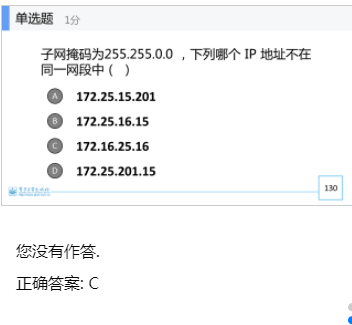 单选题 1分
子网掩码为255.255.0.0 ，下列哪个 IP 地址不在
同一网段中（ ）
A 172.25.15.201
B 172.25.16.15
C 172.16.25.16
D 172.25.201.15
130
您没有作答.
正确答案: C